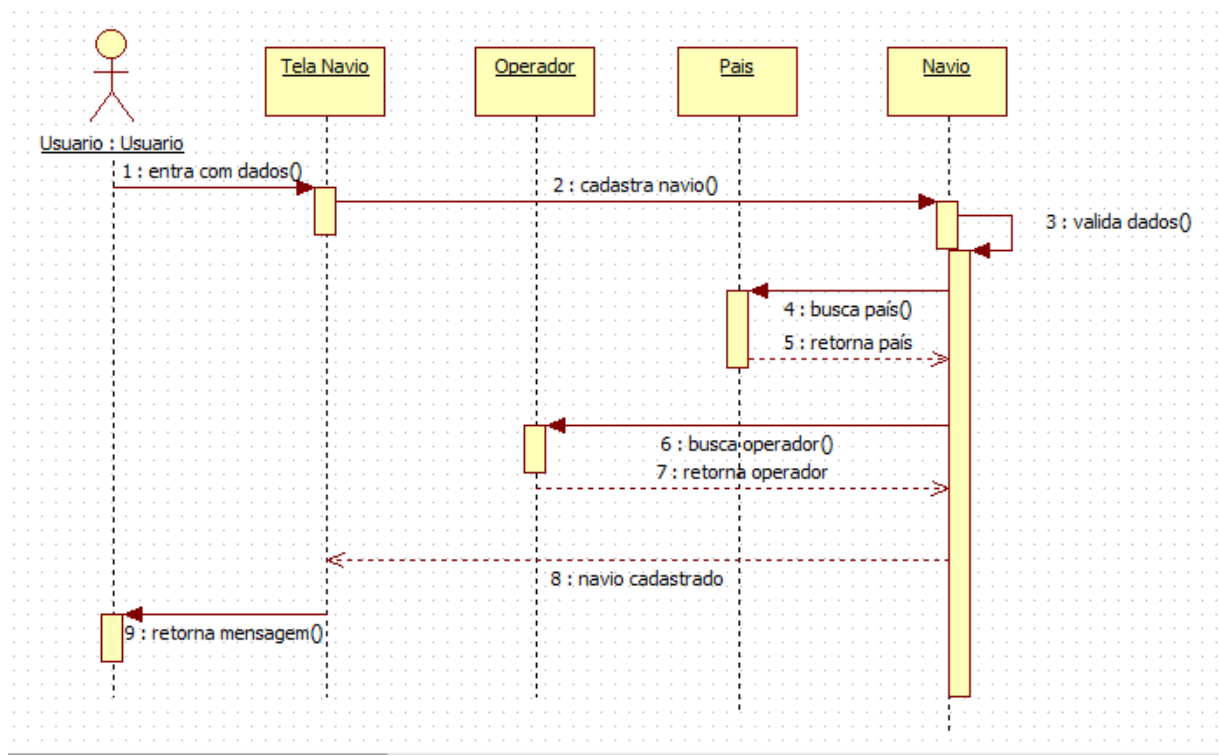 Tela Navio
Operador
Pais
Navio
Usuario : Usuario
1 : entra com dados()
2 : cadastra navio()
3 : valida dados()
4 : busca país()
5 : retorna país
6 : busca operador()
7 : retorna operador
8 : navio cadastrado
9 : retorna mensagem()